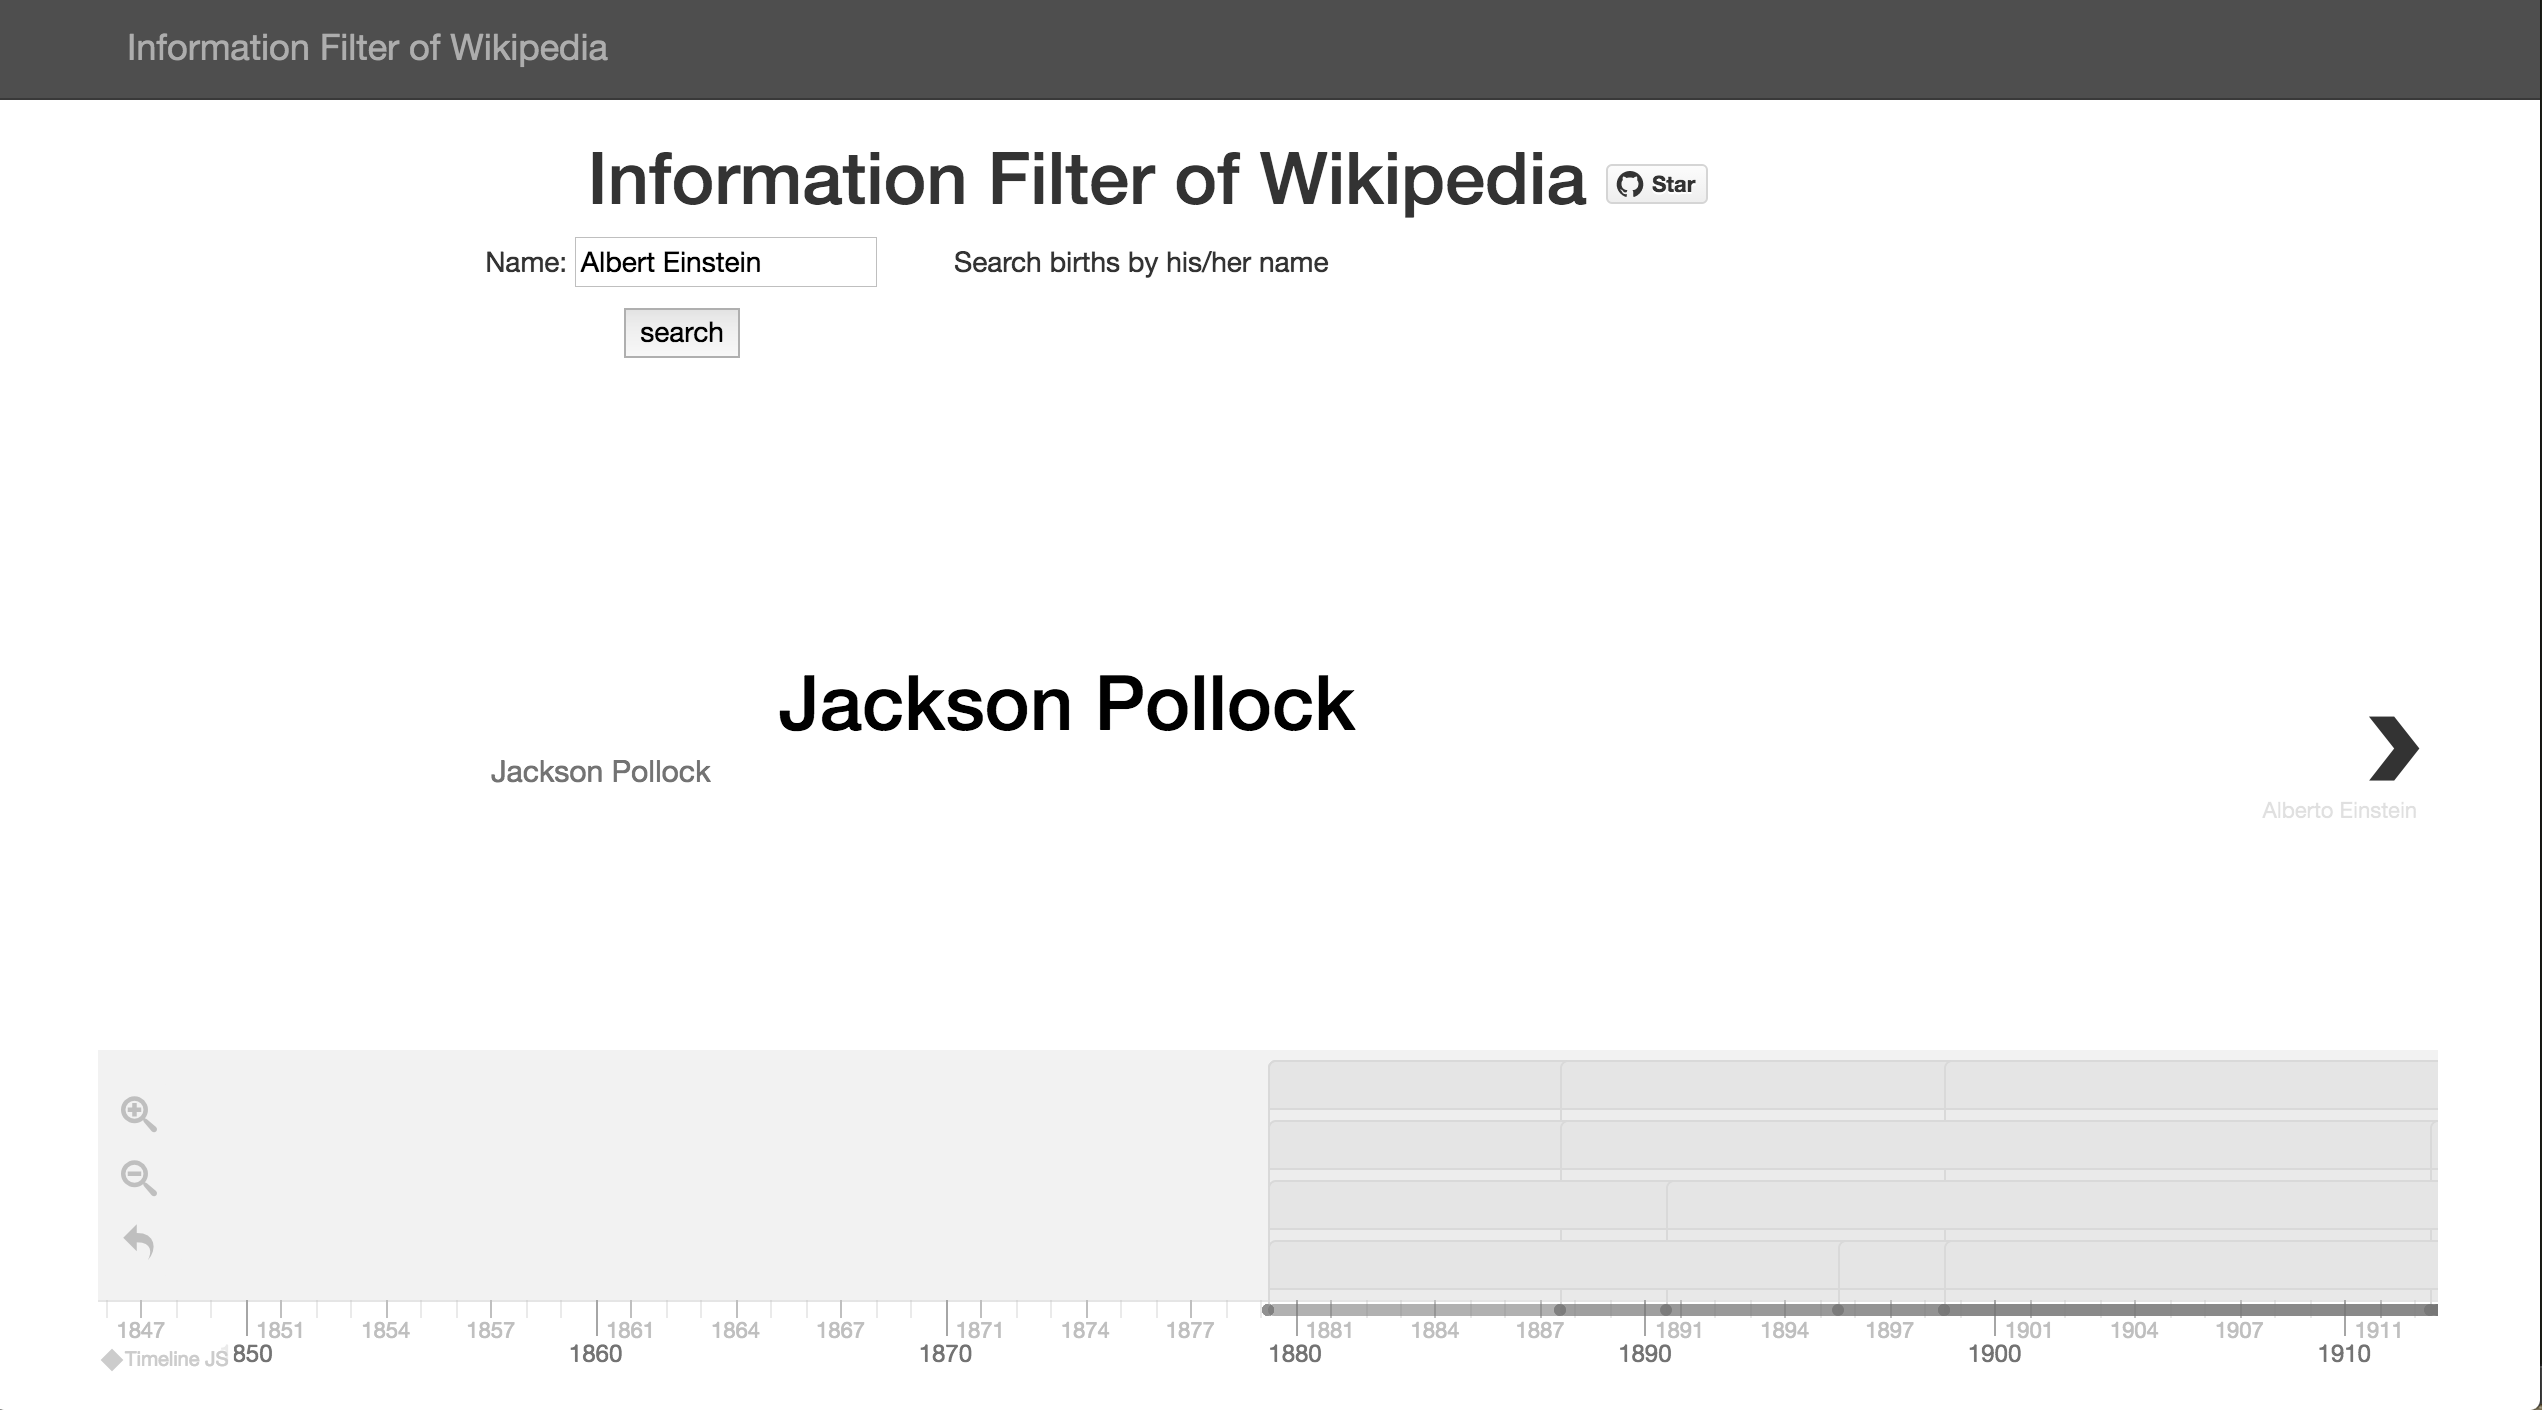 Information Filter of Wikipedia
Information Filter of Wikipedia Star
Name: Albert Einstein Search births by his/her name
search
Jackson Pollock
Jackson Pollock
Alberto Einstein
1847 1851 1854 1857 1861 1864 1867 1871 1874 1877 1881 1884 1887 1891 1894 1897 1901 1904 1907 1911
Timeline JS 850 1860 1870 1880 1890 1900 1910